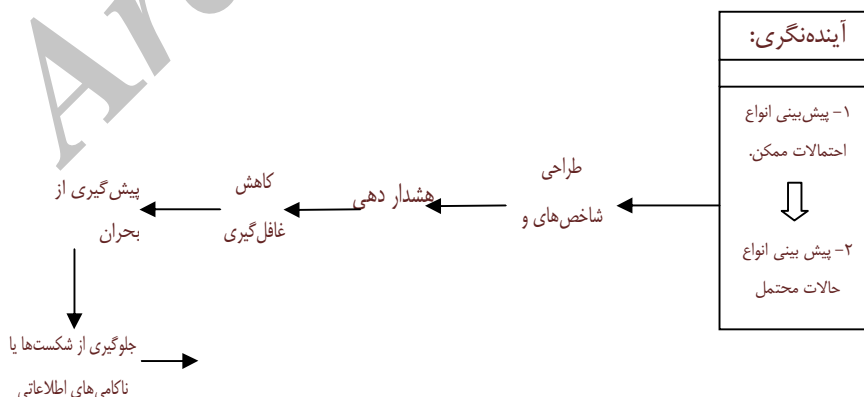 آینده‌نگری:
۱- پیش‌بینی انواع
احتمالات ممکن.
۲- پیش بینی انواع
حالات محتمل
طراحی
شاخص‌های و
هشدار دهی
کاهش
غافل‌گیری
پیش‌گیری از
بحران
جلوگیری از شکست‌ها یا
ناکامی‌های اطلاعاتی